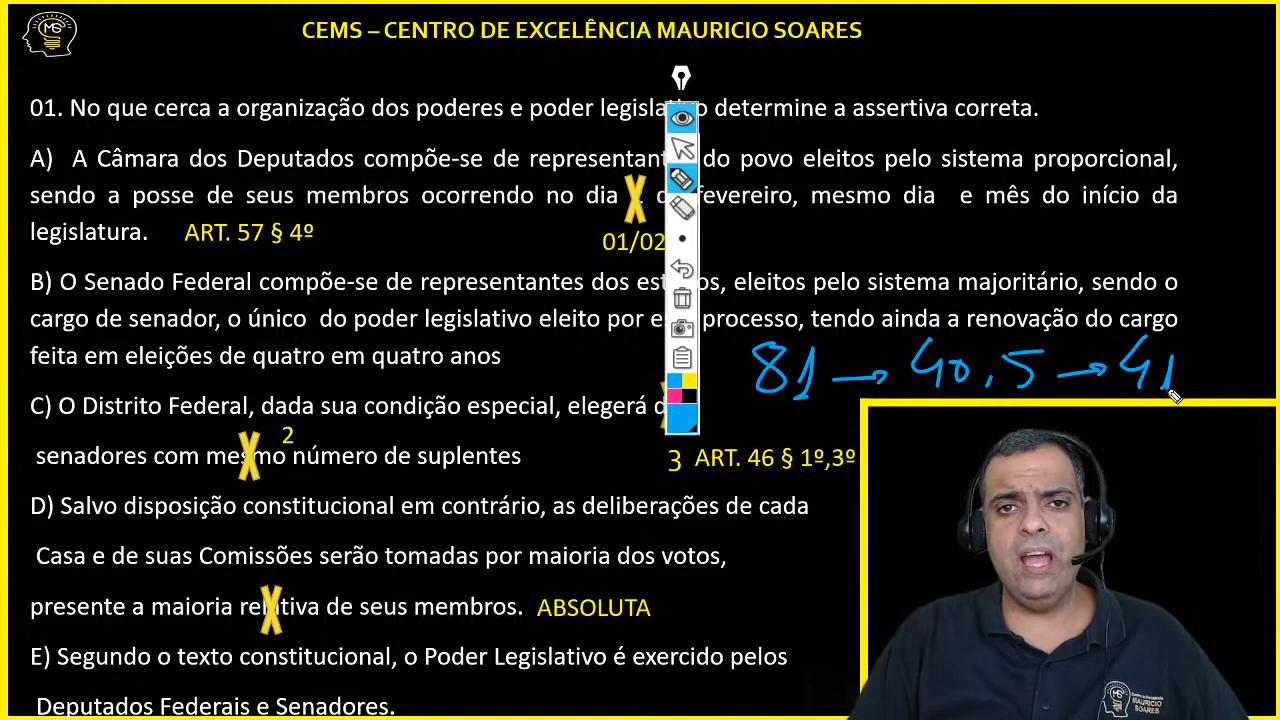 CEMS – CENTRO DE EXCELÊNCIA MAURICIO SOARES
MS
01. No que cerca a organização dos poderes e poder legislativo determine a assertiva correta.
A) A Câmara dos Deputados compõe-se de representantes do povo eleitos pelo sistema proporcional,
sendo a posse de seus membros ocorrendo no dia fevereiro, mesmo dia e mês do início da
legislatura. ART. 57 § 4º 01/02
B) O Senado Federal compõe-se de representantes dos estados, eleitos pelo sistema majoritário, sendo o
cargo de senador, o único do poder legislativo eleito por processo, tendo ainda a renovação do cargo
feita em eleições de quatro em quatro anos
81 → 40,5 → 41
C) O Distrito Federal, dada sua condição especial, elegerá
2
senadores com mesmo número de suplentes 3 ART. 46 § 1º,3º
D) Salvo disposição constitucional em contrário, as deliberações de cada
Casa e de suas Comissões serão tomadas por maioria dos votos,
presente a maioria relativa de seus membros. ABSOLUTA
E) Segundo o texto constitucional, o Poder Legislativo é exercido pelos
Deputados Federais e Senadores.
MAURICIO
SOARES